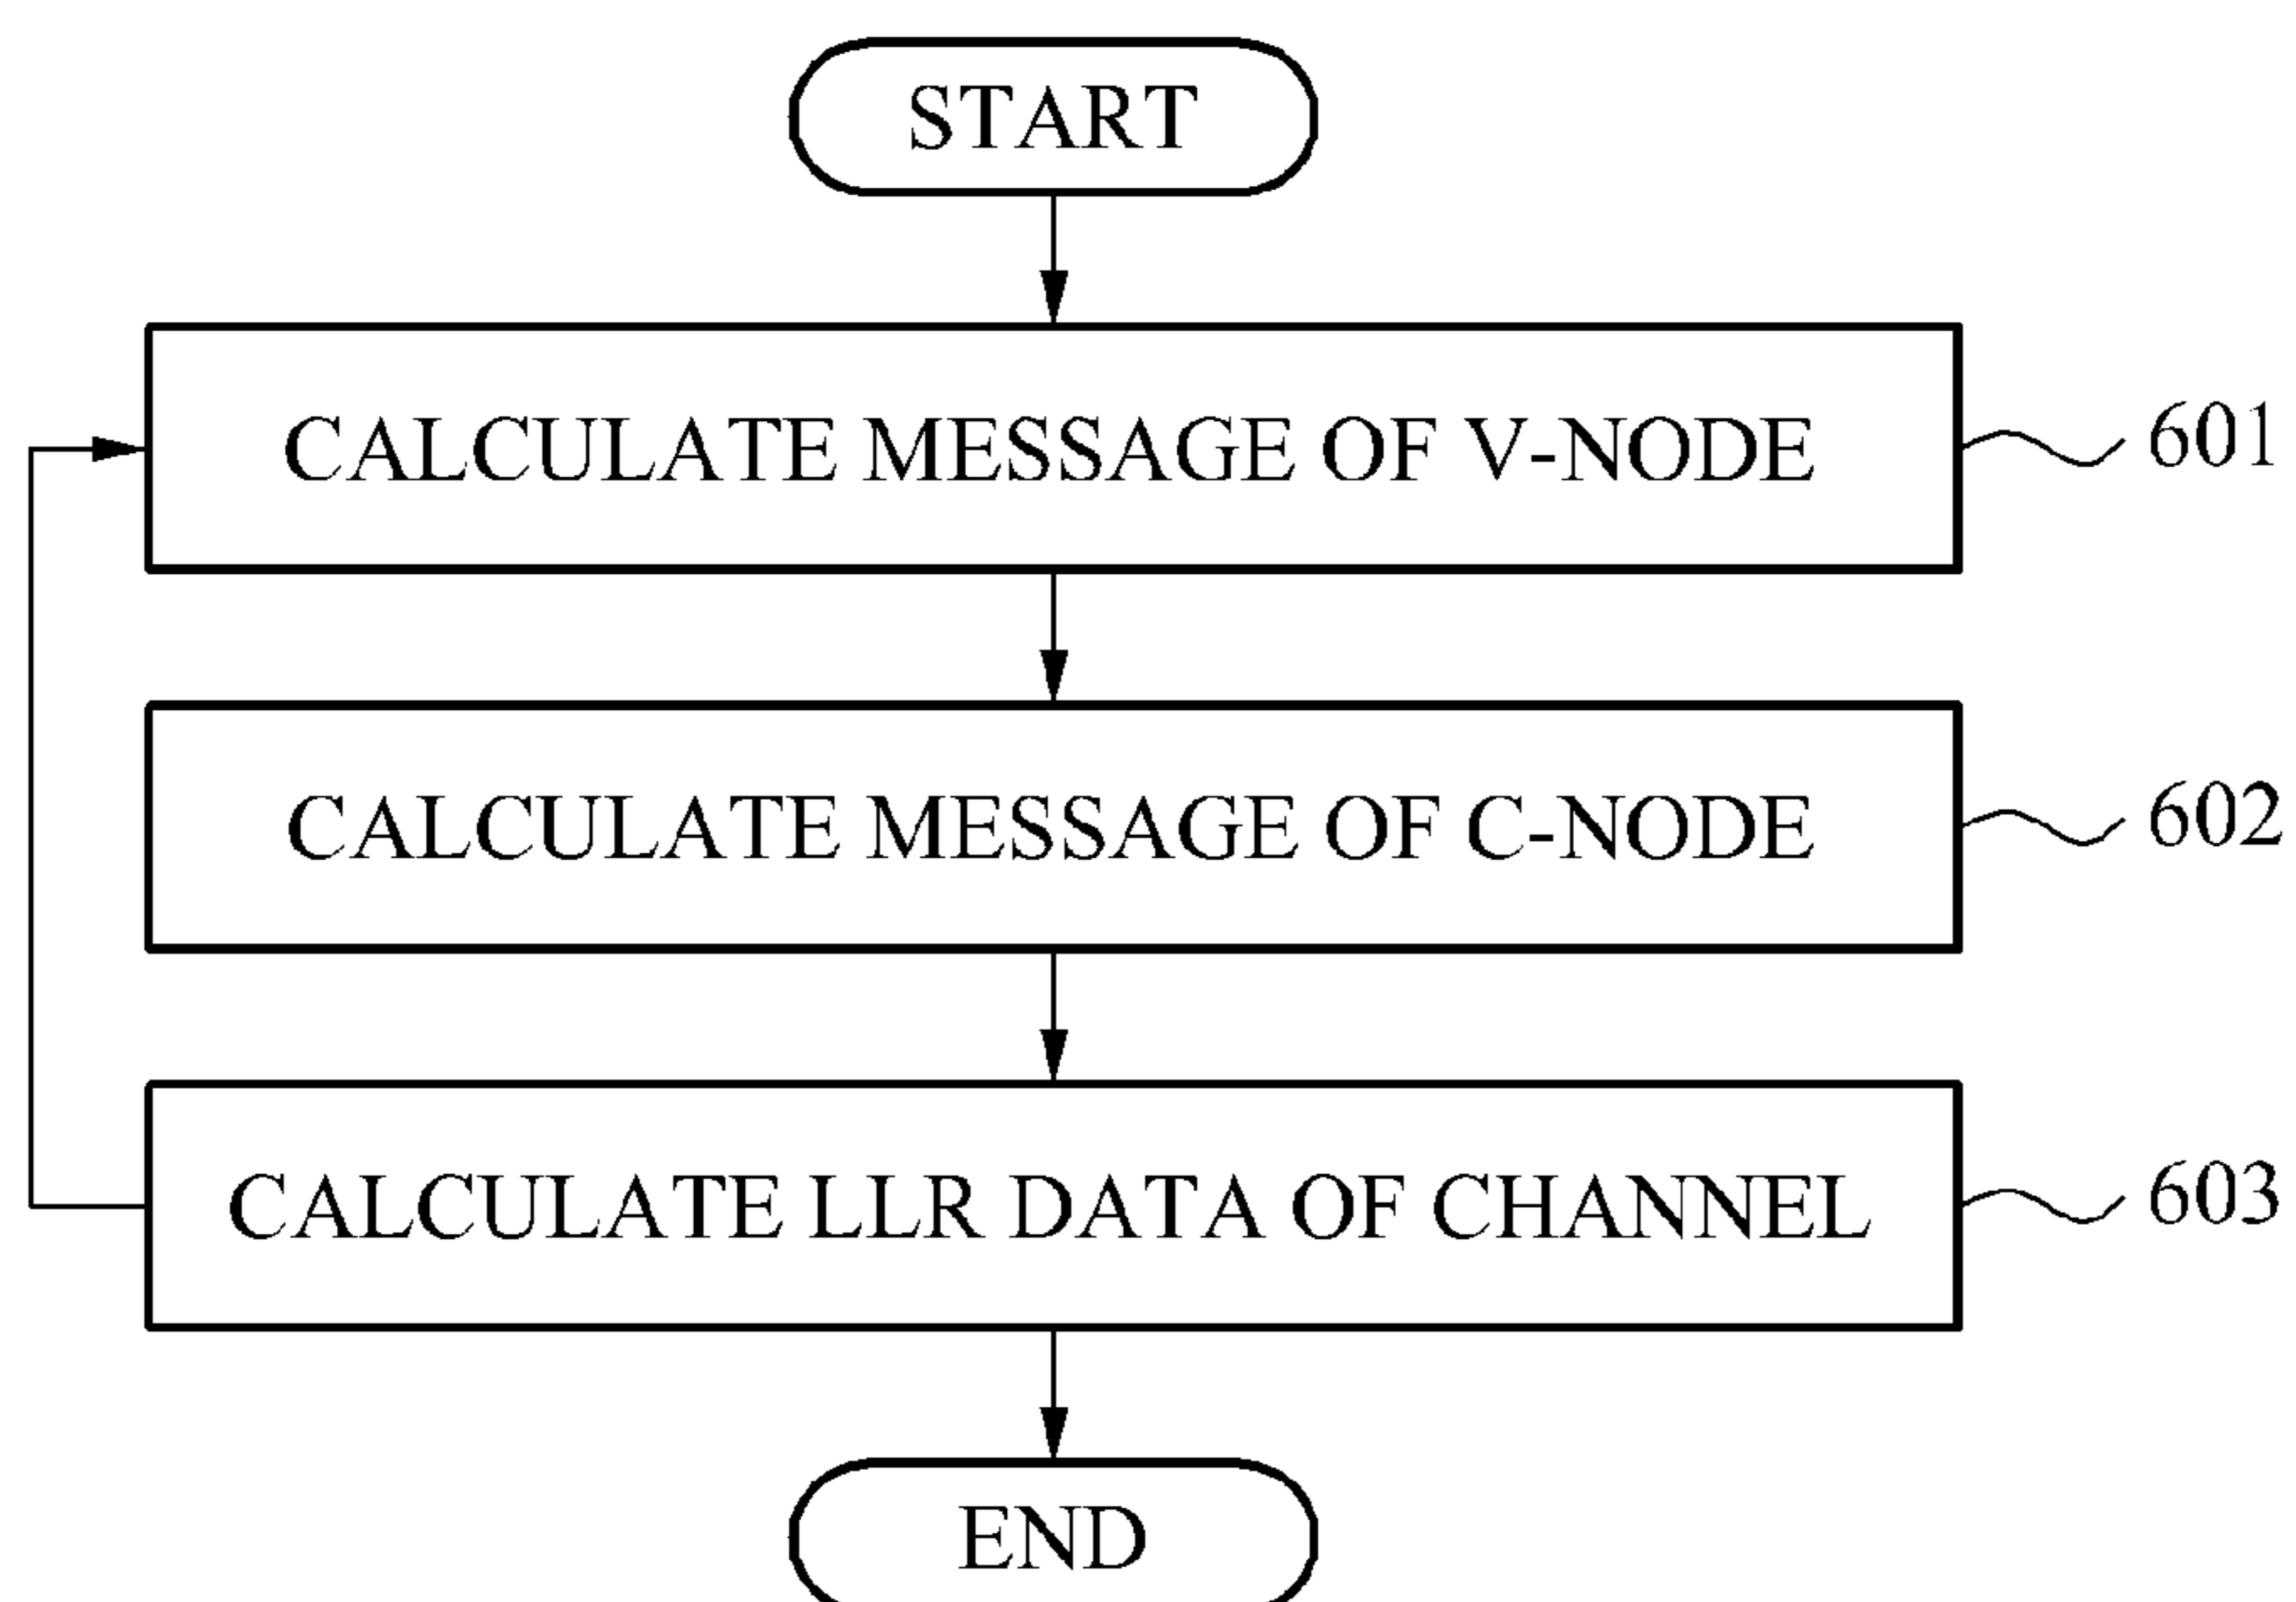 START
CALCULATE MESSAGE OF V-NODE 601
CALCULATE MESSAGE OF C-NODE 602
CALCULATE LLR DATA OF CHANNEL 603
END